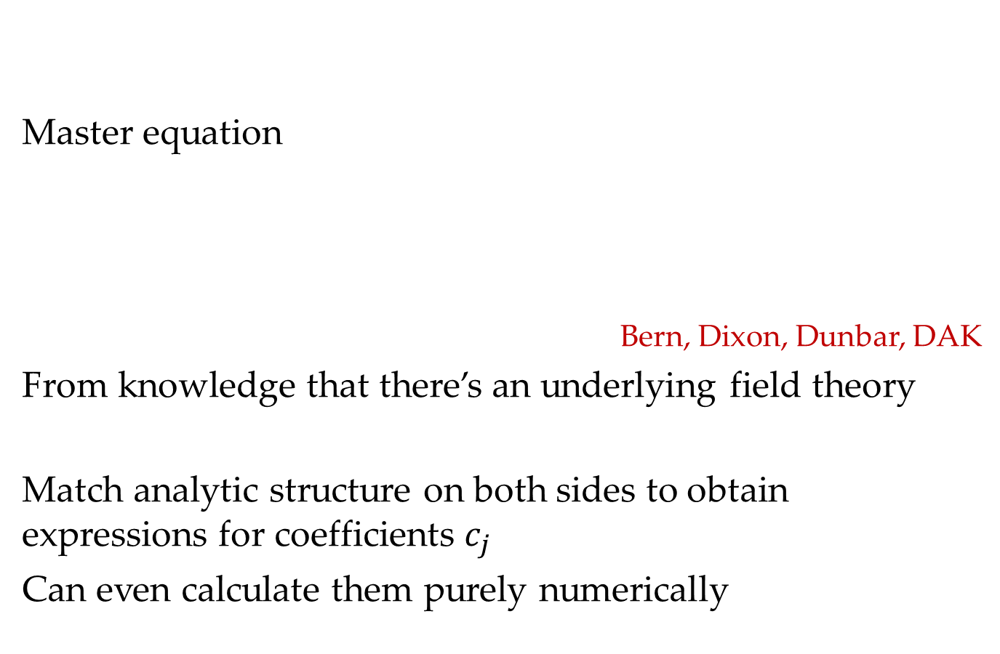 Master equation
Bern, Dixon, Dunbar, DAK
From knowledge that there’s an underlying field theory
Match analytic structure on both sides to obtain
expressions for coefficients c_j
Can even calculate them purely numerically